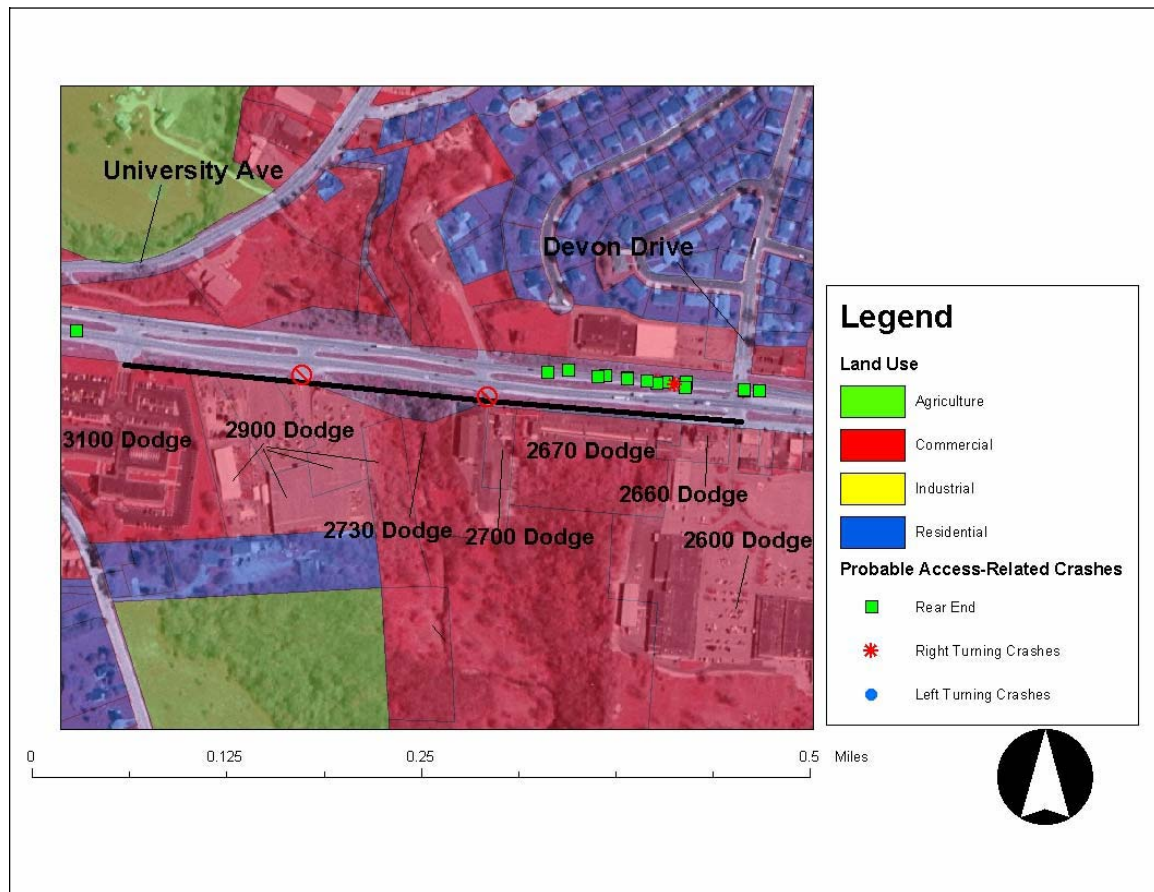 University Ave
Devon Drive
3100 Dodge
2900 Dodge
2670 Dodge
2660 Dodge
2730 Dodge
2700 Dodge
2600 Dodge
Legend
Land Use
Agriculture
Commercial
Industrial
Residential
Probable Access-Related Crashes
Rear End
Right Turning Crashes
Left Turning Crashes
0 0.125 0.25 0.5 Miles